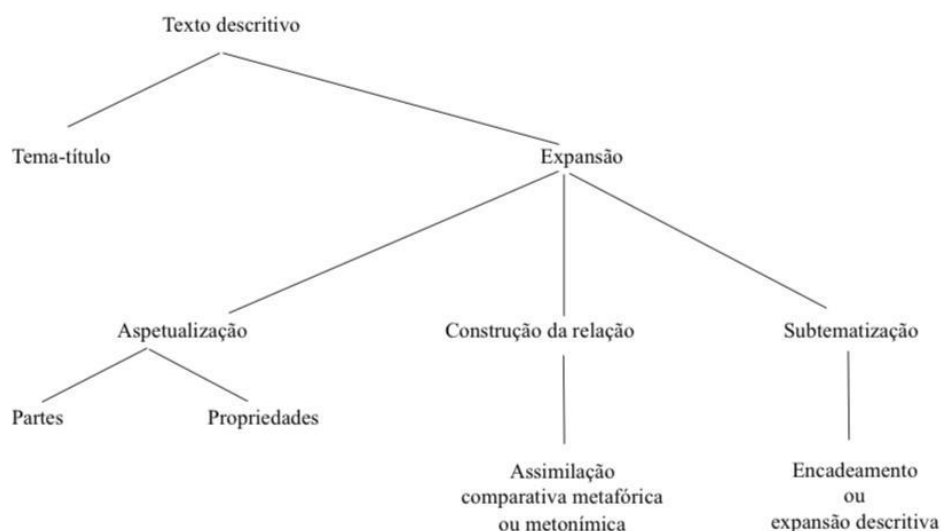 Texto descritivo
Tema-título
Expansão
Aspetualização
Construção da relação
Subtematização
Partes
Propriedades
Assimilação
comparativa metafórica
ou metonímica
Encadeamento
ou
expansão descritiva